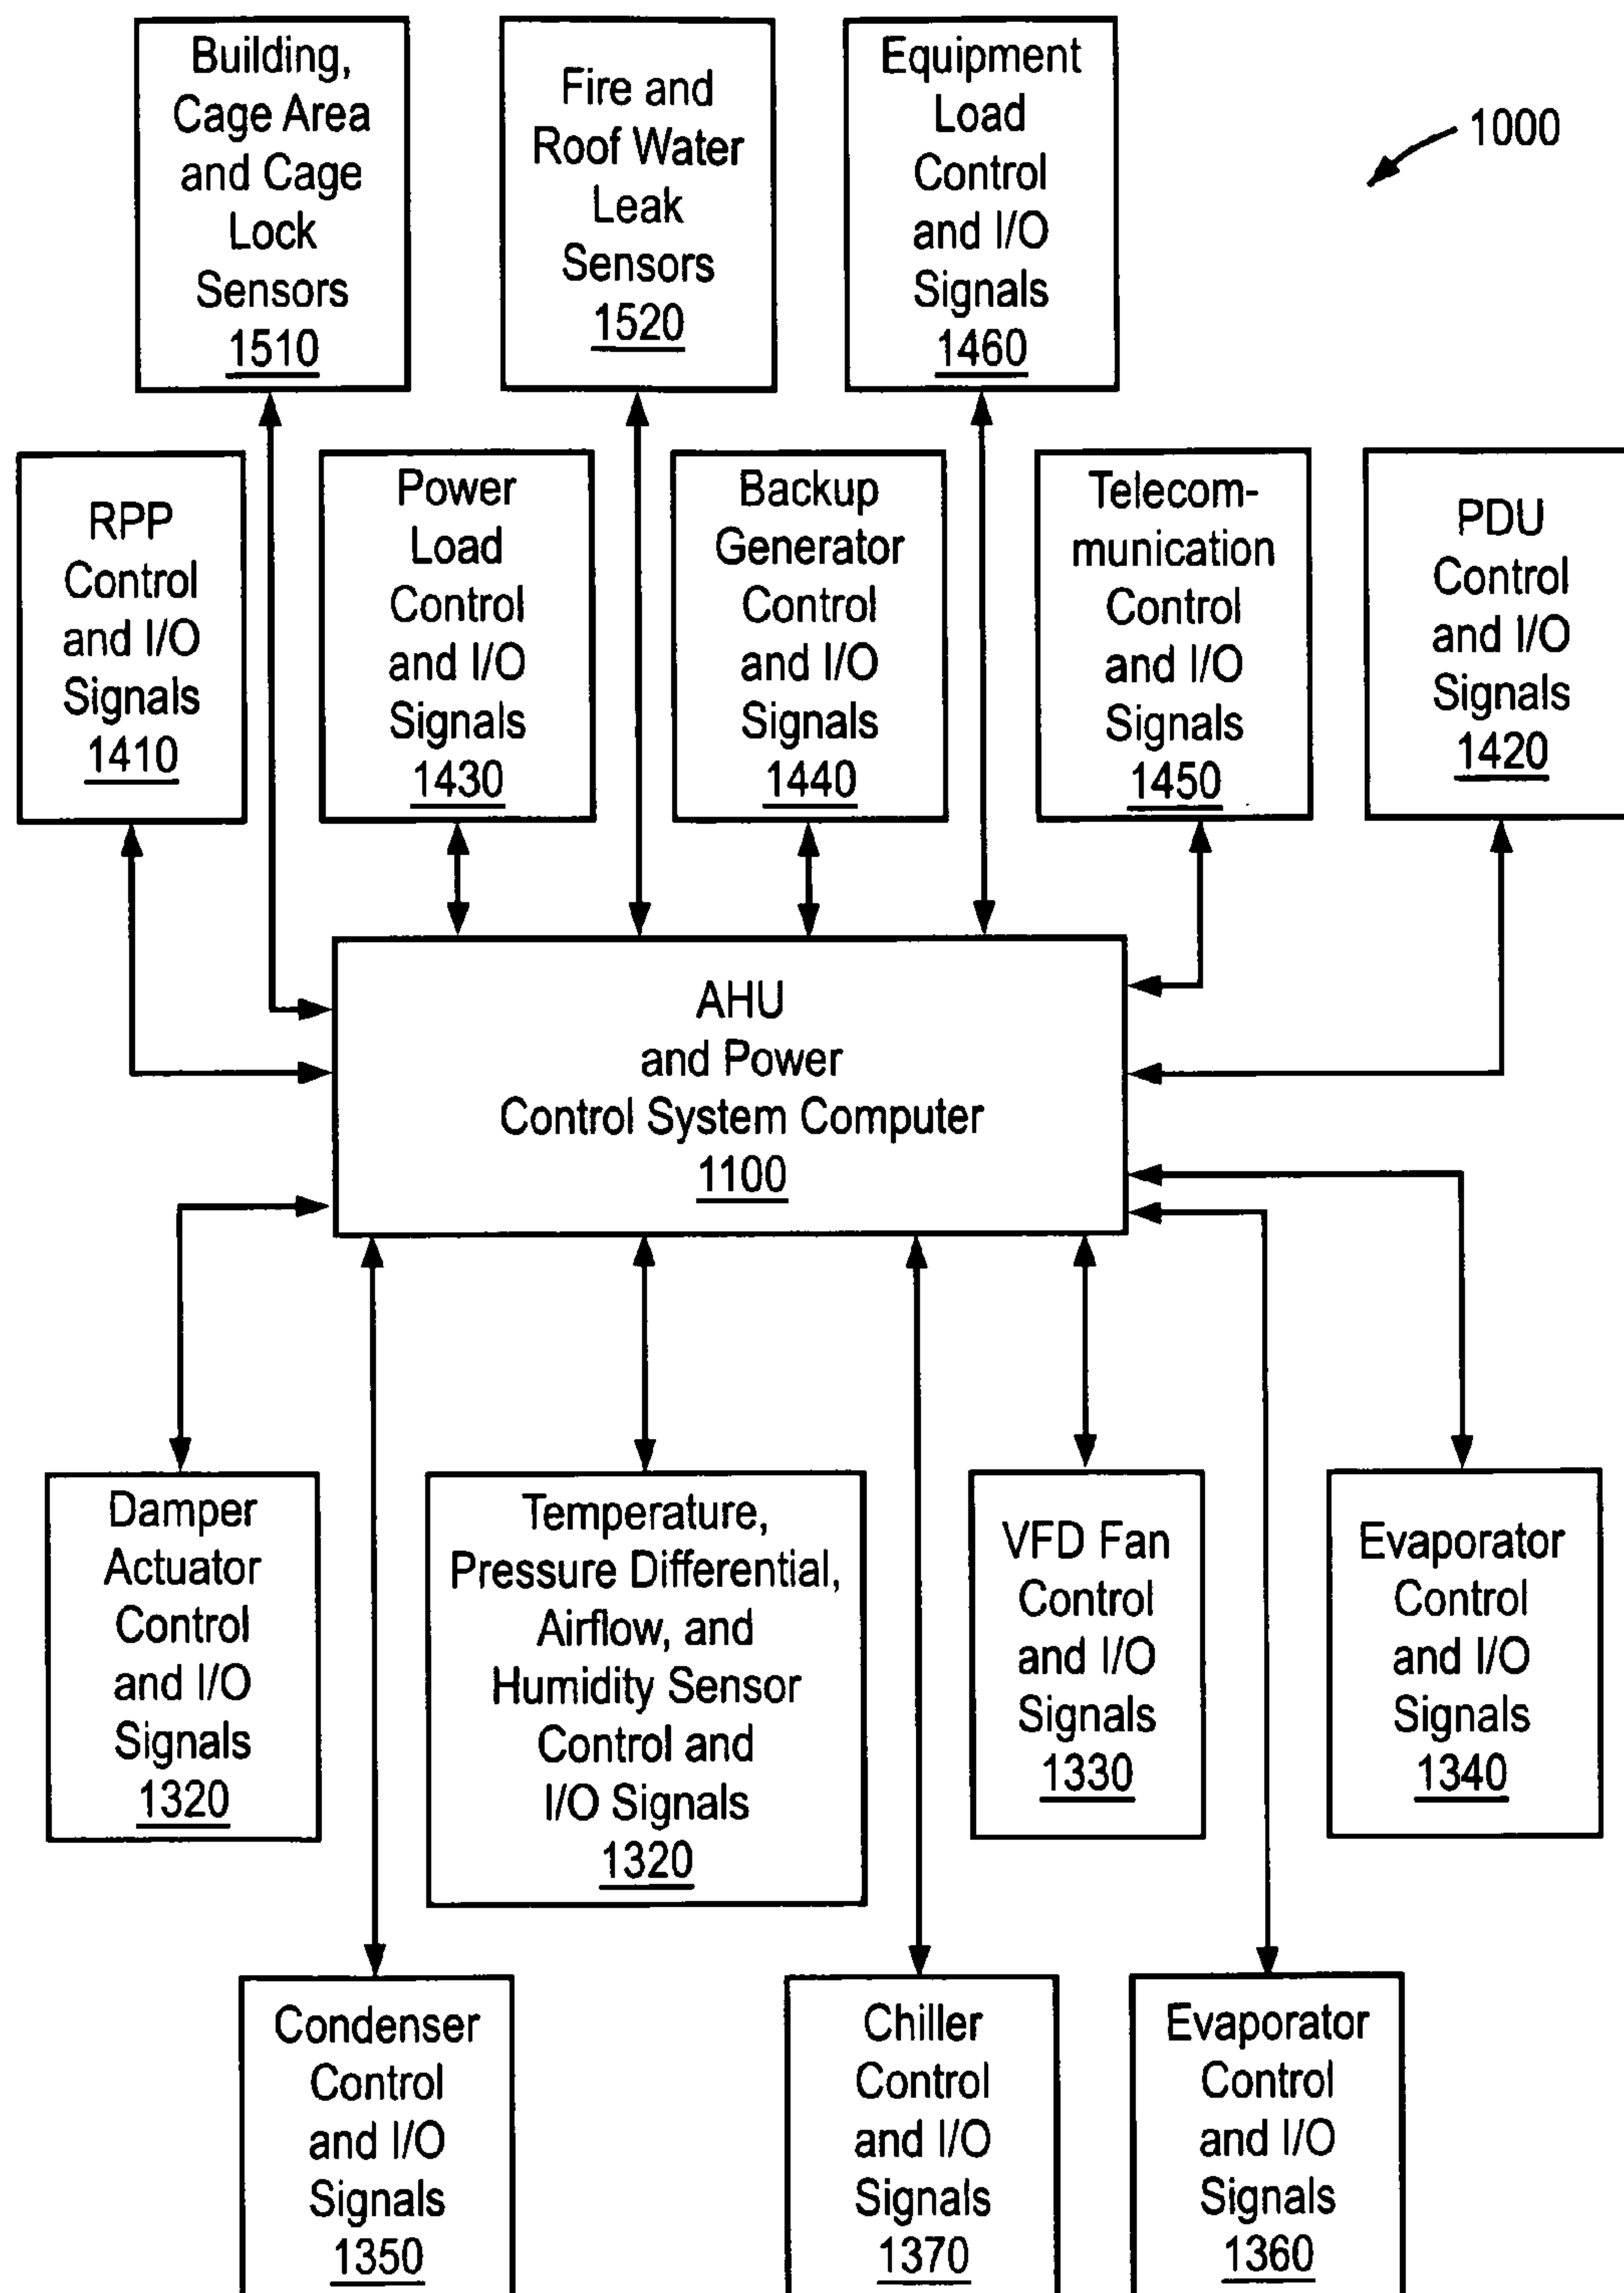 Building,
Cage Area
and Cage
Lock
Sensors
1510
Fire and
Roof Water
Leak
Sensors
1520
Equipment
Load
Control
and I/O
Signals
1460
1000
RPP
Control
and I/O
Signals
1410
Power
Load
Control
and I/O
Signals
1430
Backup
Generator
Control
and I/O
Signals
1440
Telecom-
munication
Control
and I/O
Signals
1450
PDU
Control
and I/O
Signals
1420
AHU
and Power
Control System Computer
1100
Damper
Actuator
Control
and I/O
Signals
1320
Temperature,
Pressure Differential,
Airflow, and
Humidity Sensor
Control and
I/O Signals
1320
VFD Fan
Control
and I/O
Signals
1330
Evaporator
Control
and I/O
Signals
1340
Condenser
Control
and I/O
Signals
1350
Chiller
Control
and I/O
Signals
1370
Evaporator
Control
and I/O
Signals
1360